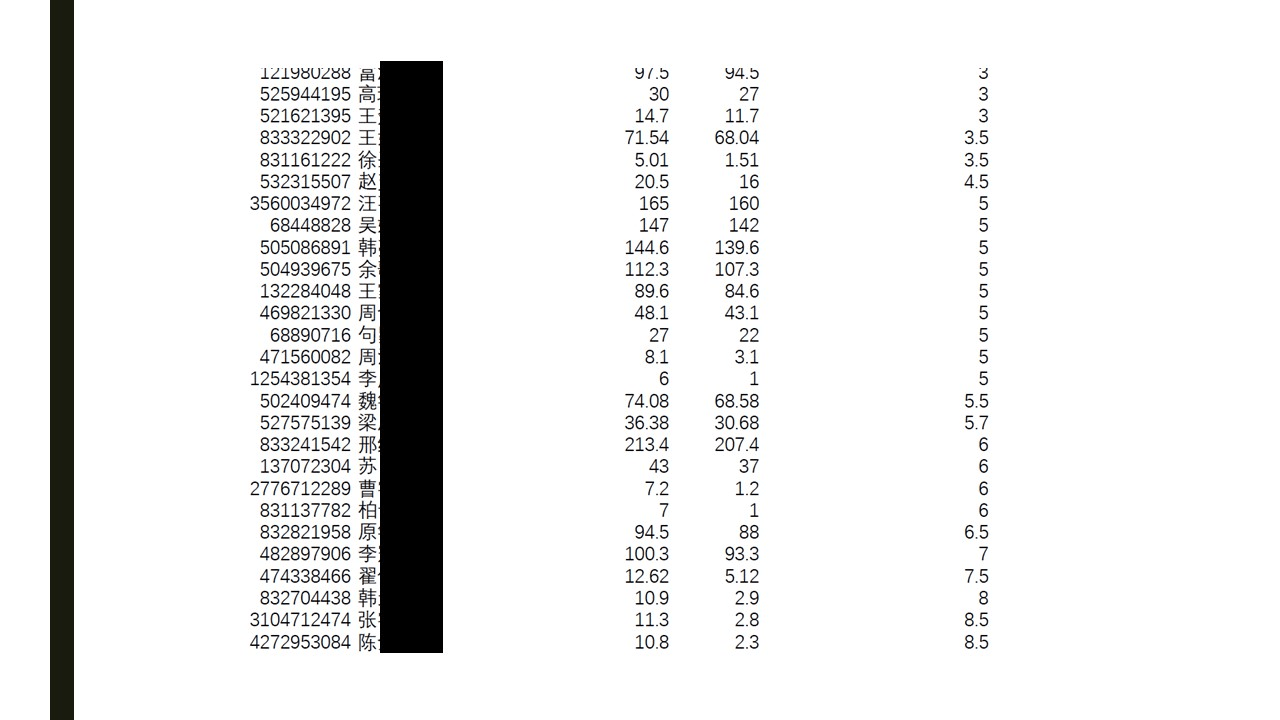 121980288 富 97.5 94.5 3
525944195 高 30 27 3
521621395 王 14.7 11.7 3
833322902 王 71.54 68.04 3.5
831161222 徐 5.01 1.51 3.5
532315507 赵 20.5 16 4.5
3560034972 汪 165 160 5
68448828 吴 147 142 5
505086891 韩 144.6 139.6 5
504939675 余 112.3 107.3 5
132284048 王 89.6 84.6 5
469821330 周 48.1 43.1 5
68890716 句 27 22 5
471560082 周 8.1 3.1 5
1254381354 李 6 1 5
502409474 魏 74.08 68.58 5.5
527575139 梁 36.38 30.68 5.7
833241542 邢 213.4 207.4 6
137072304 苏 43 37 6
2776712289 曹 7.2 1.2 6
831137782 柏 7 1 6
832821958 原 94.5 88 6.5
482897906 李 100.3 93.3 7
474338466 翟 12.62 5.12 7.5
832704438 韩 10.9 2.9 8
3104712474 张 11.3 2.8 8.5
4272953084 陈 10.8 2.3 8.5